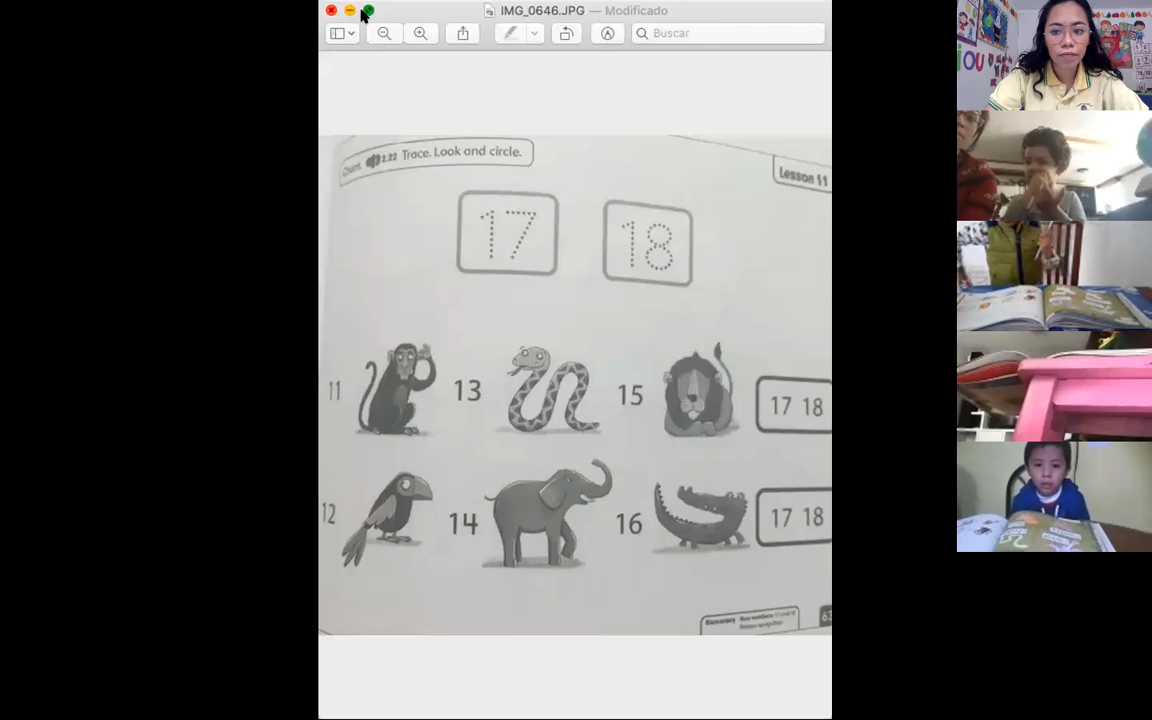 IMG_0646.JPG — Modificado
Buscar
Chant. 2.22 Trace. Look and circle.
Lesson 11
17
18
11
13
15
17 18
12
14
16
17 18